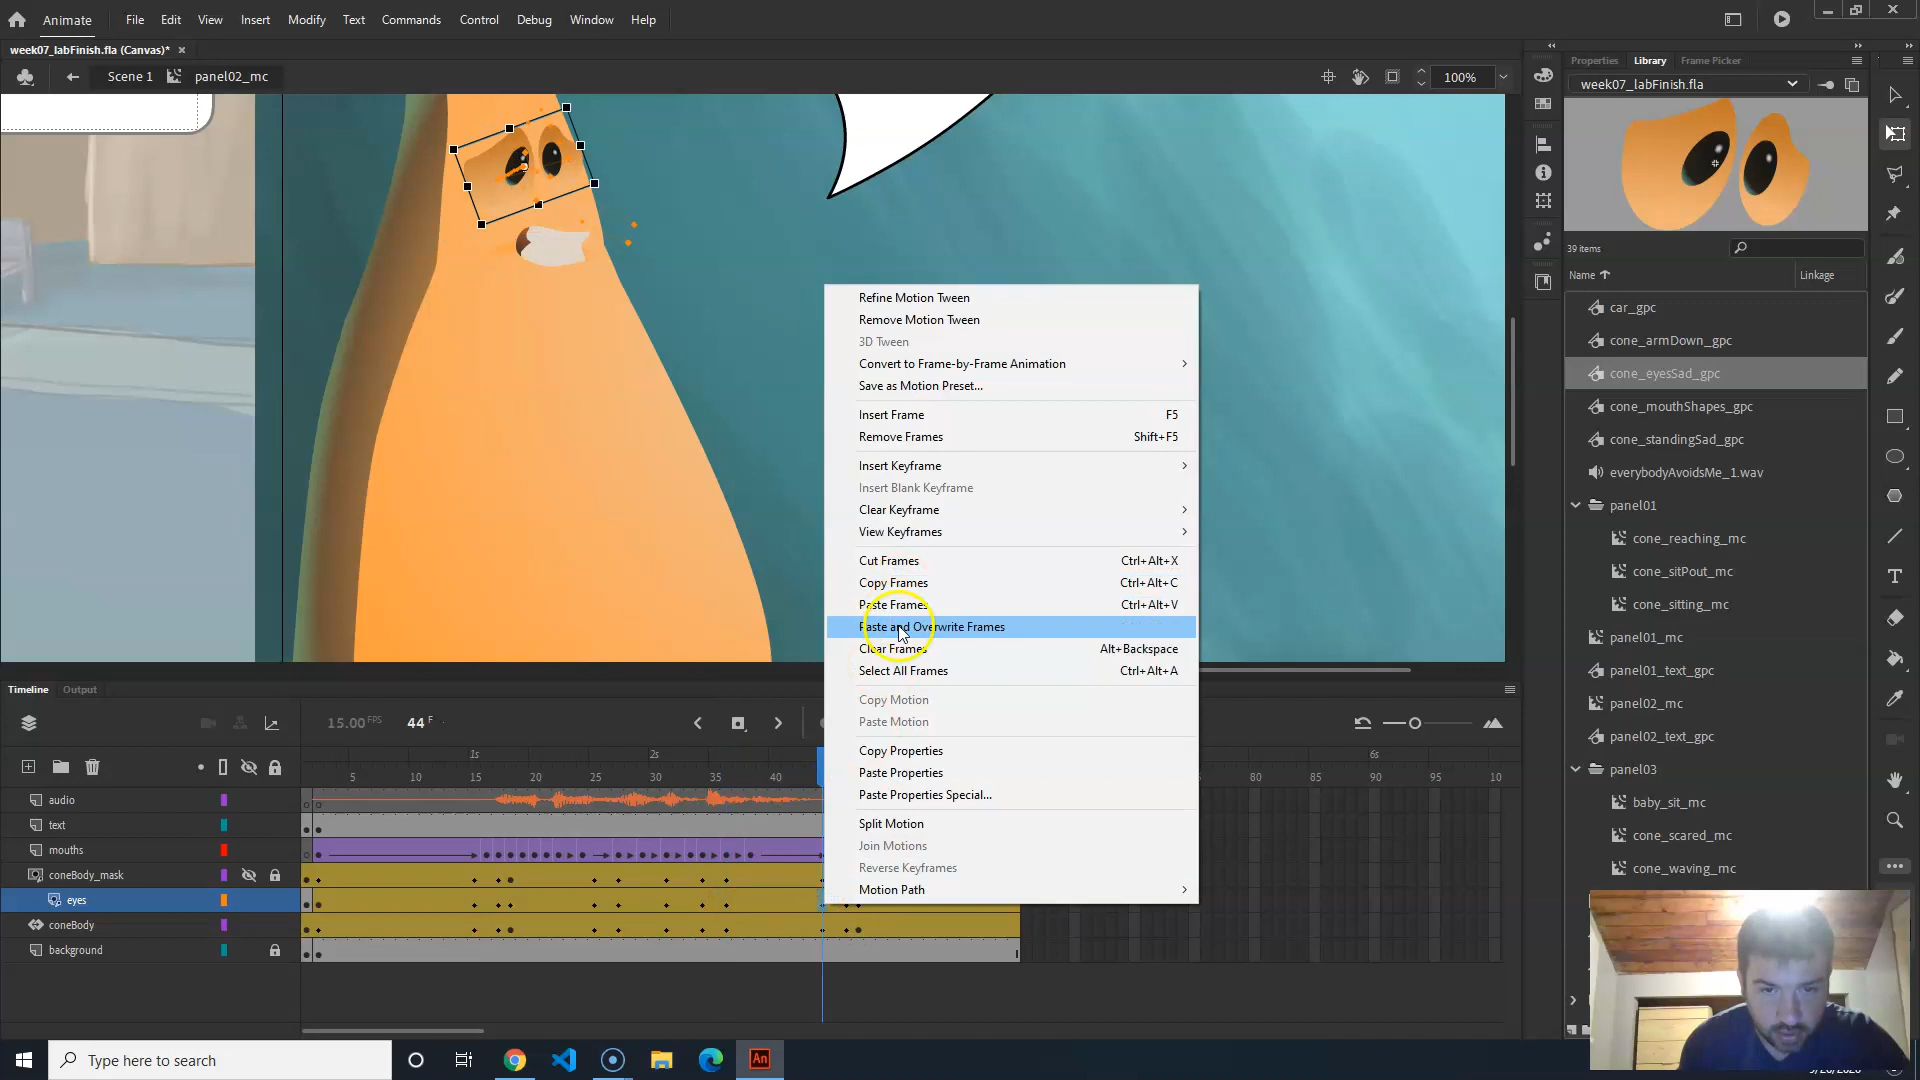 Animate File Edit View Insert Modify Text Commands Control Debug Window Help
week07_labFinish.fla (Canvas)* ×
Scene 1 panel02_mc 100%
Properties Library Frame Picker
week07_labFinish.fla
39 items
Name Linkage
car_gpc
cone_armDown_gpc
cone_eyesSad_gpc
cone_mouthShapes_gpc
cone_standingSad_gpc
everybodyAvoidsMe_1.wav
panel01
cone_reaching_mc
cone_sitPout_mc
cone_sitting_mc
panel01_mc
panel01_text_gpc
panel02_mc
panel02_text_gpc
panel03
baby_sit_mc
cone_scared_mc
cone_waving_mc
Refine Motion Tween
Remove Motion Tween
3D Tween
Convert to Frame-by-Frame Animation
Save as Motion Preset...
Insert Frame F5
Remove Frames Shift+F5
Insert Keyframe
Insert Blank Keyframe
Clear Keyframe
View Keyframes
Cut Frames Ctrl+Alt+X
Copy Frames Ctrl+Alt+C
Paste Frames Ctrl+Alt+V
Paste and Overwrite Frames
Clear Frames Alt+Backspace
Select All Frames Ctrl+Alt+A
Copy Motion
Paste Motion
Copy Properties
Paste Properties
Paste Properties Special...
Split Motion
Join Motions
Reverse Keyframes
Motion Path
Timeline Output
15.00 FPS 44 F
1s 2s 6s
5 10 15 20 25 30 35 40 80 85 90 95 10
audio
text
mouths
coneBody_mask
eyes
coneBody
background
Type here to search
An